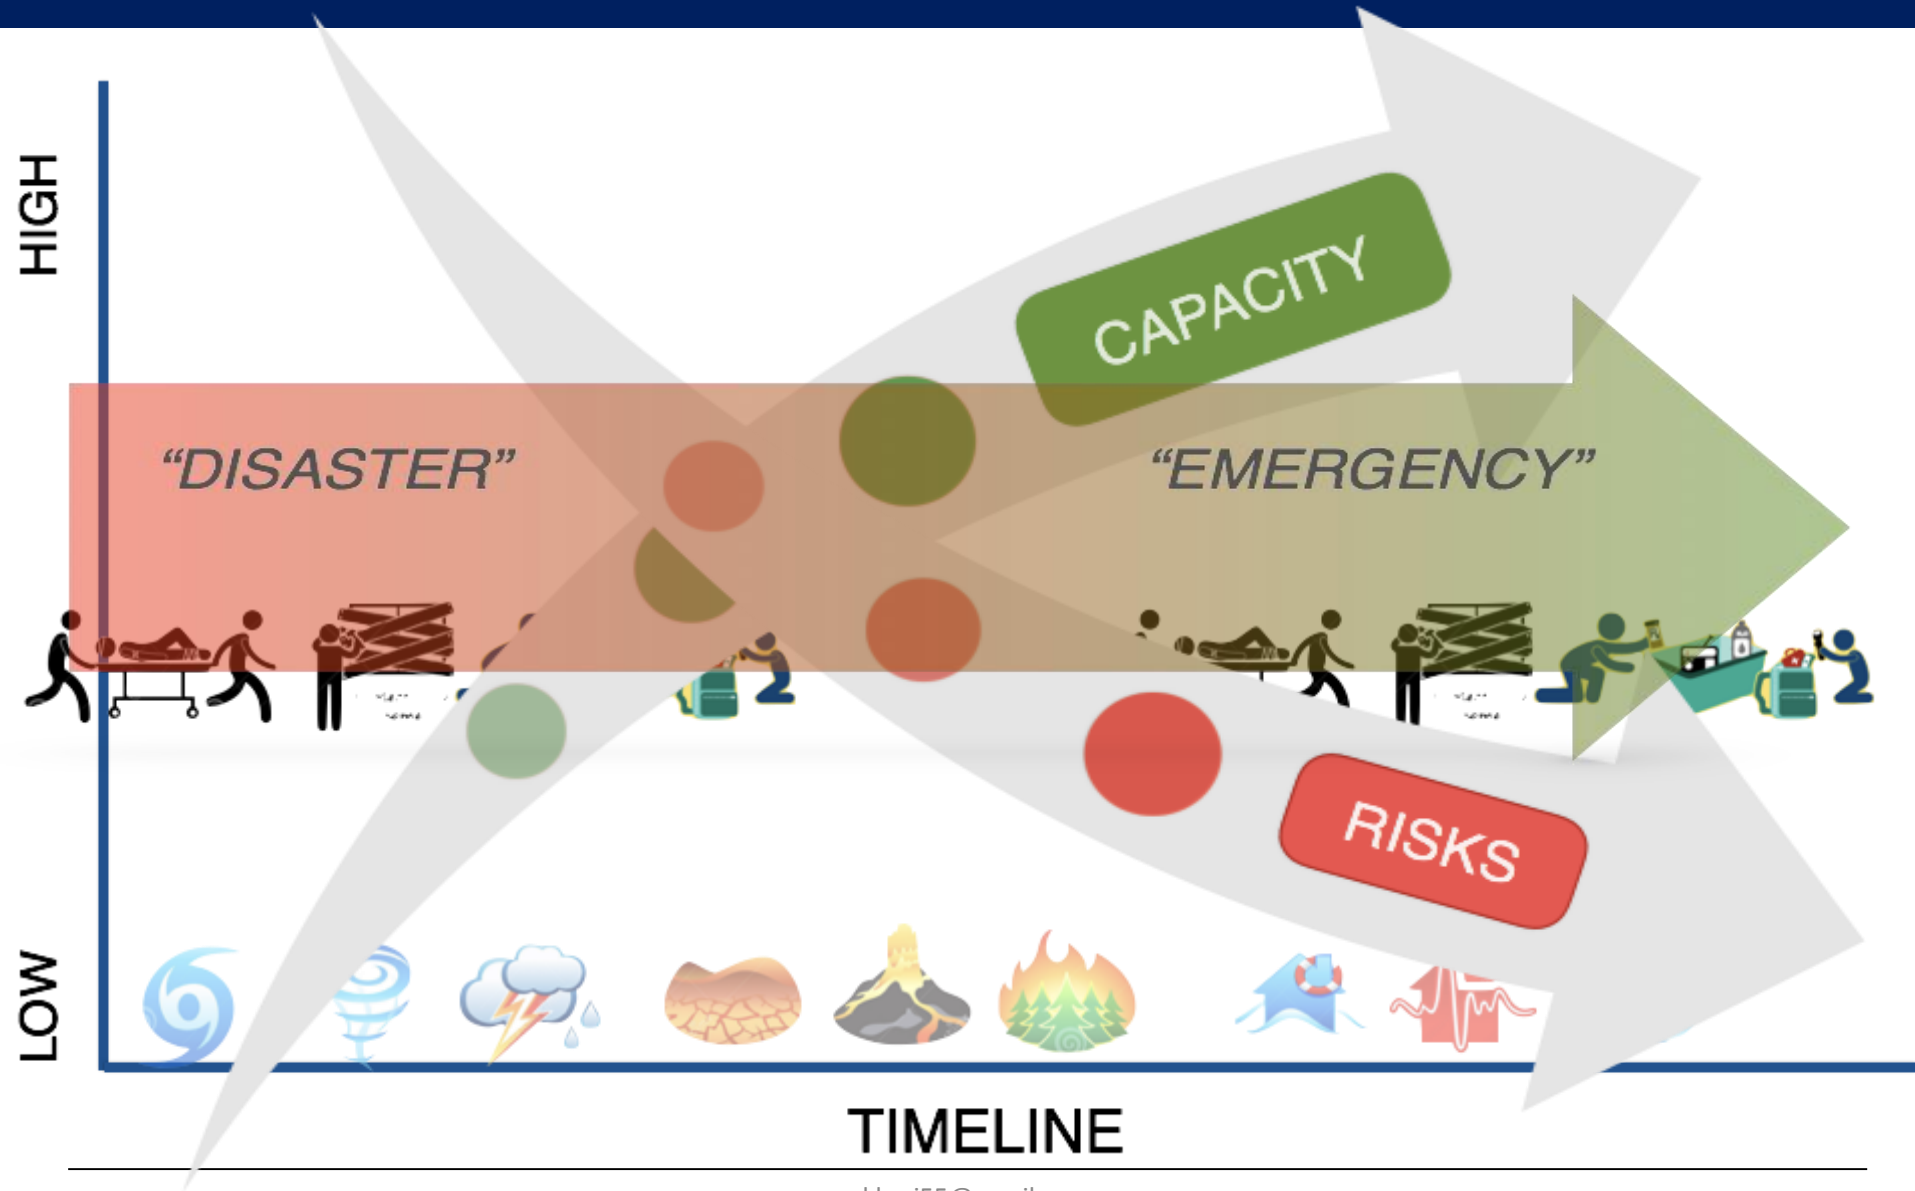 HIGH
CAPACITY
“DISASTER”
“EMERGENCY”
RISKS
LOW
TIMELINE